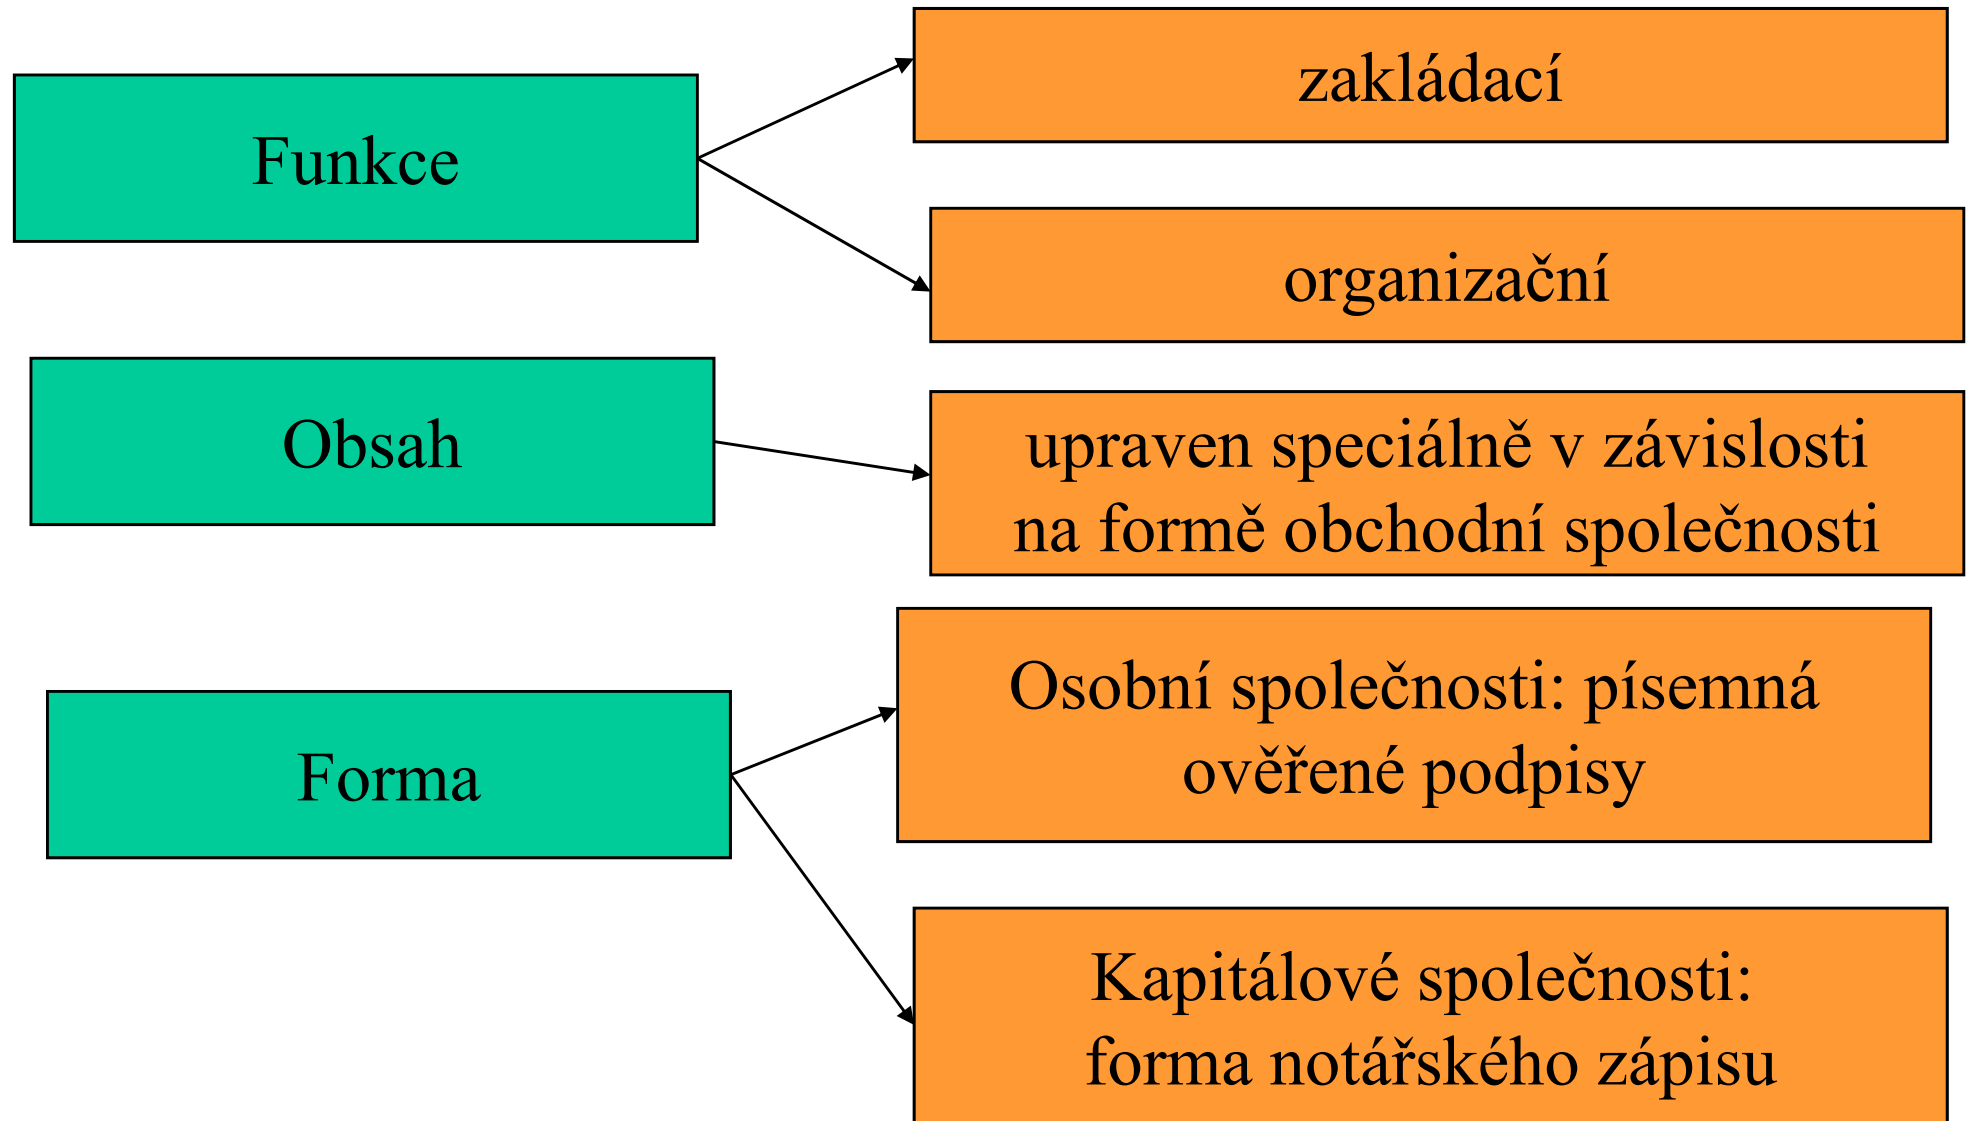 Funkce
zakládací
organizační
Obsah
upraven speciálně v závislosti
na formě obchodní společnosti
Forma
Osobní společnosti: písemná
ověřené podpisy
Kapitálové společnosti:
forma notářského zápisu